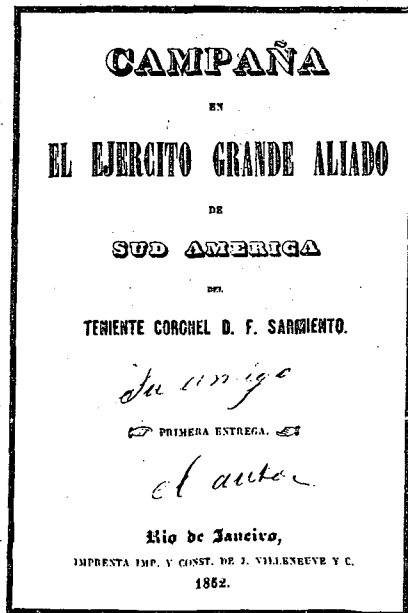 CAMPAÑA
EN
EL EJERCITO GRANDE ALIADO
DE
SUD AMERICA
DEL
TENIENTE CORONEL D. F. SARMIENTO.
Su amigo
PRIMERA ENTREGA.
el autor
Rio de Janeiro,
IMPRENTA IMP. Y CONST. DE J. VILLENEUVE Y C.
1852.